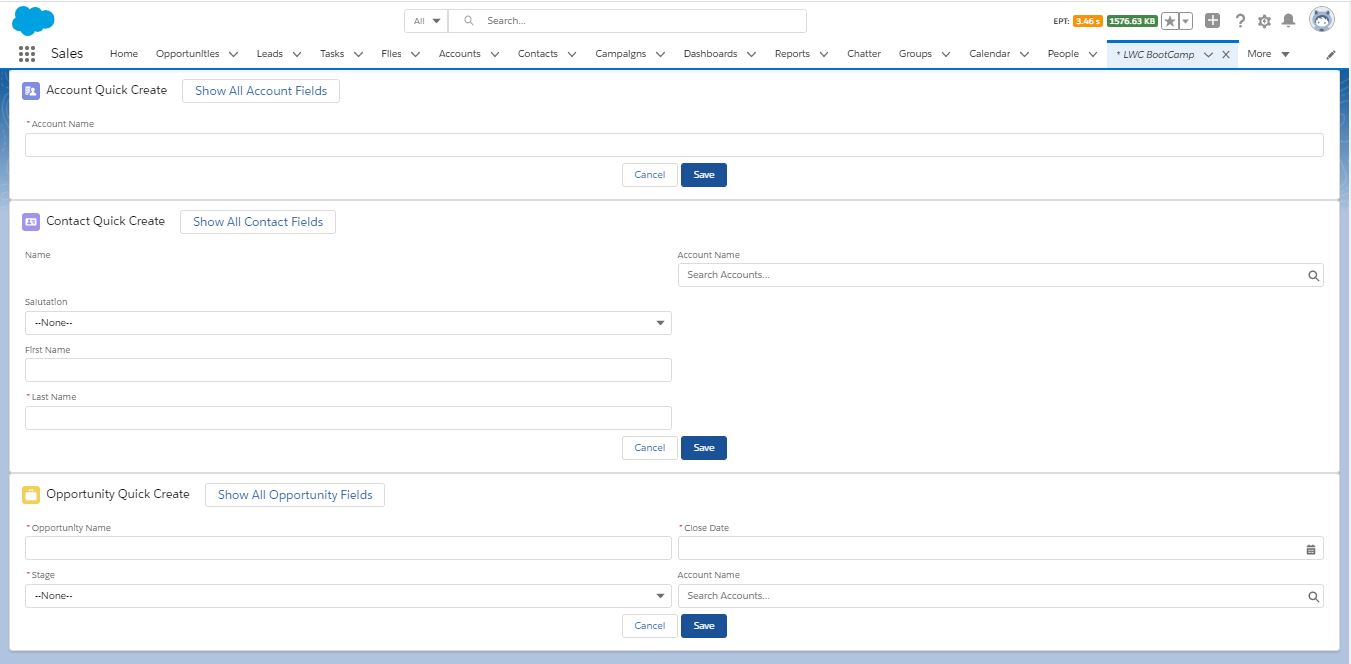 All Search... EPT: 3.46 s 1576.63 KB
Sales Home Opportunities Leads Tasks Files Accounts Contacts Campaigns Dashboards Reports Chatter Groups Calendar People * LWC BootCamp More
Account Quick Create Show All Account Fields
* Account Name
Cancel Save
Contact Quick Create Show All Contact Fields
Name Account Name
Search Accounts...
Salutation
--None--
First Name
* Last Name
Cancel Save
Opportunity Quick Create Show All Opportunity Fields
* Opportunity Name * Close Date
* Stage Account Name
--None-- Search Accounts...
Cancel Save